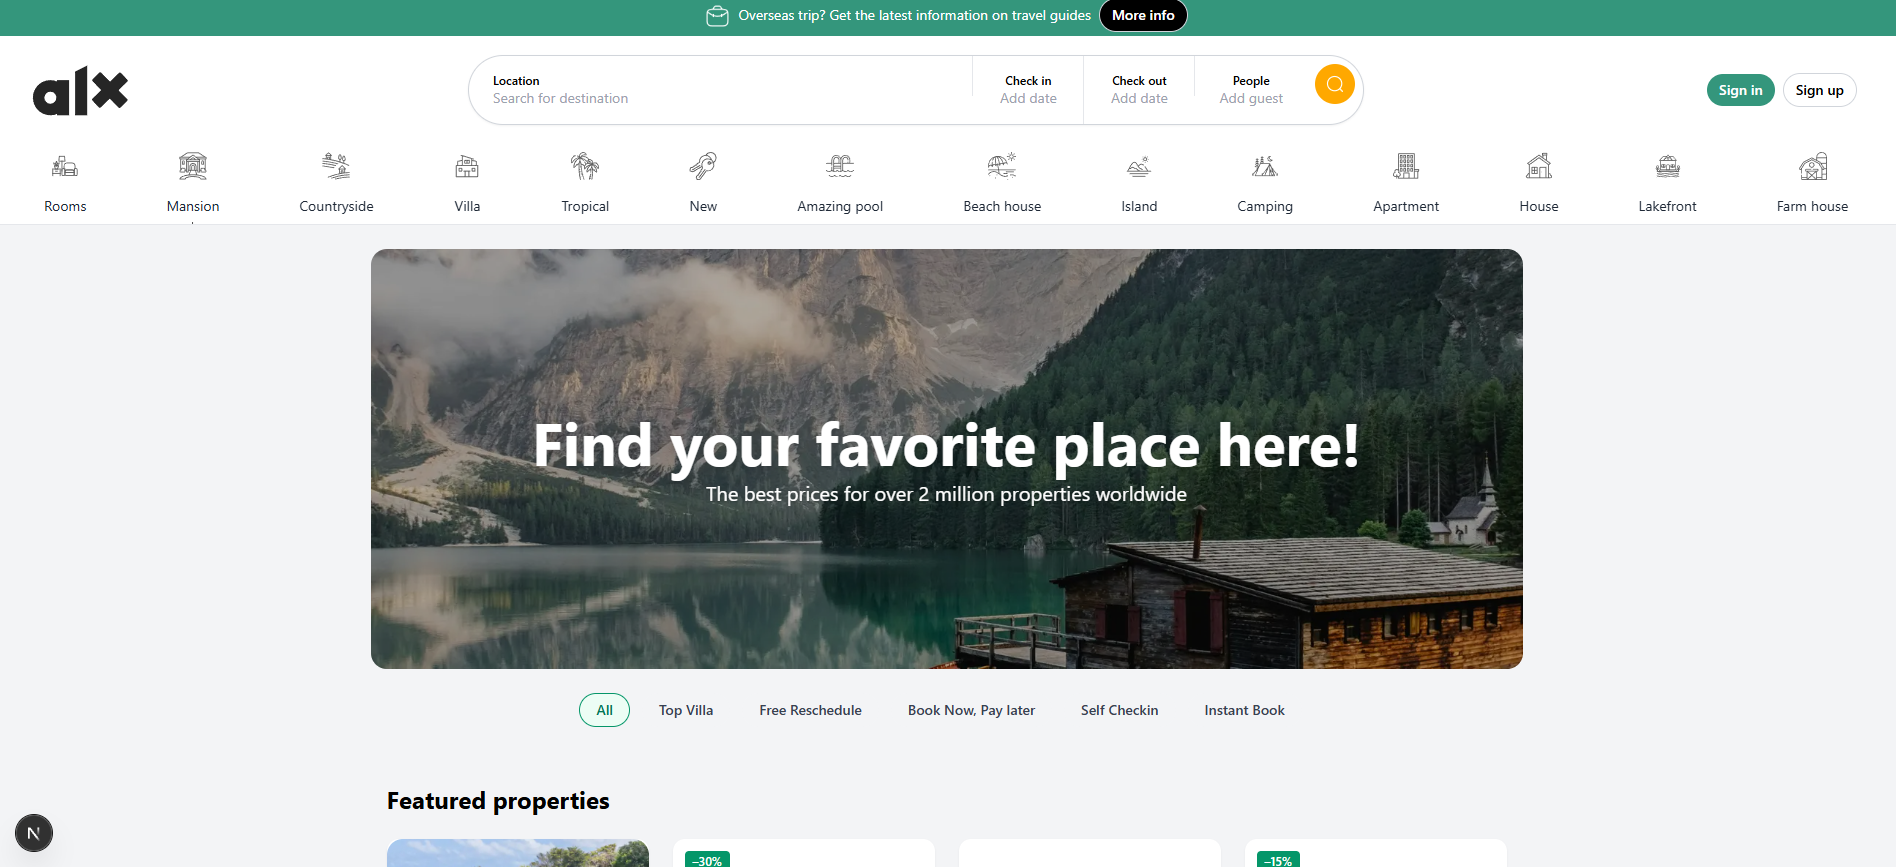 Overseas trip? Get the latest information on travel guides
More info
alx
Location
Search for destination
Check in
Add date
Check out
Add date
People
Add guest
Sign in
Sign up
Rooms
Mansion
Countryside
Villa
Tropical
New
Amazing pool
Beach house
Island
Camping
Apartment
House
Lakefront
Farm house
Find your favorite place here!
The best prices for over 2 million properties worldwide
All
Top Villa
Free Reschedule
Book Now, Pay later
Self Checkin
Instant Book
Featured properties
N
–30%
–15%